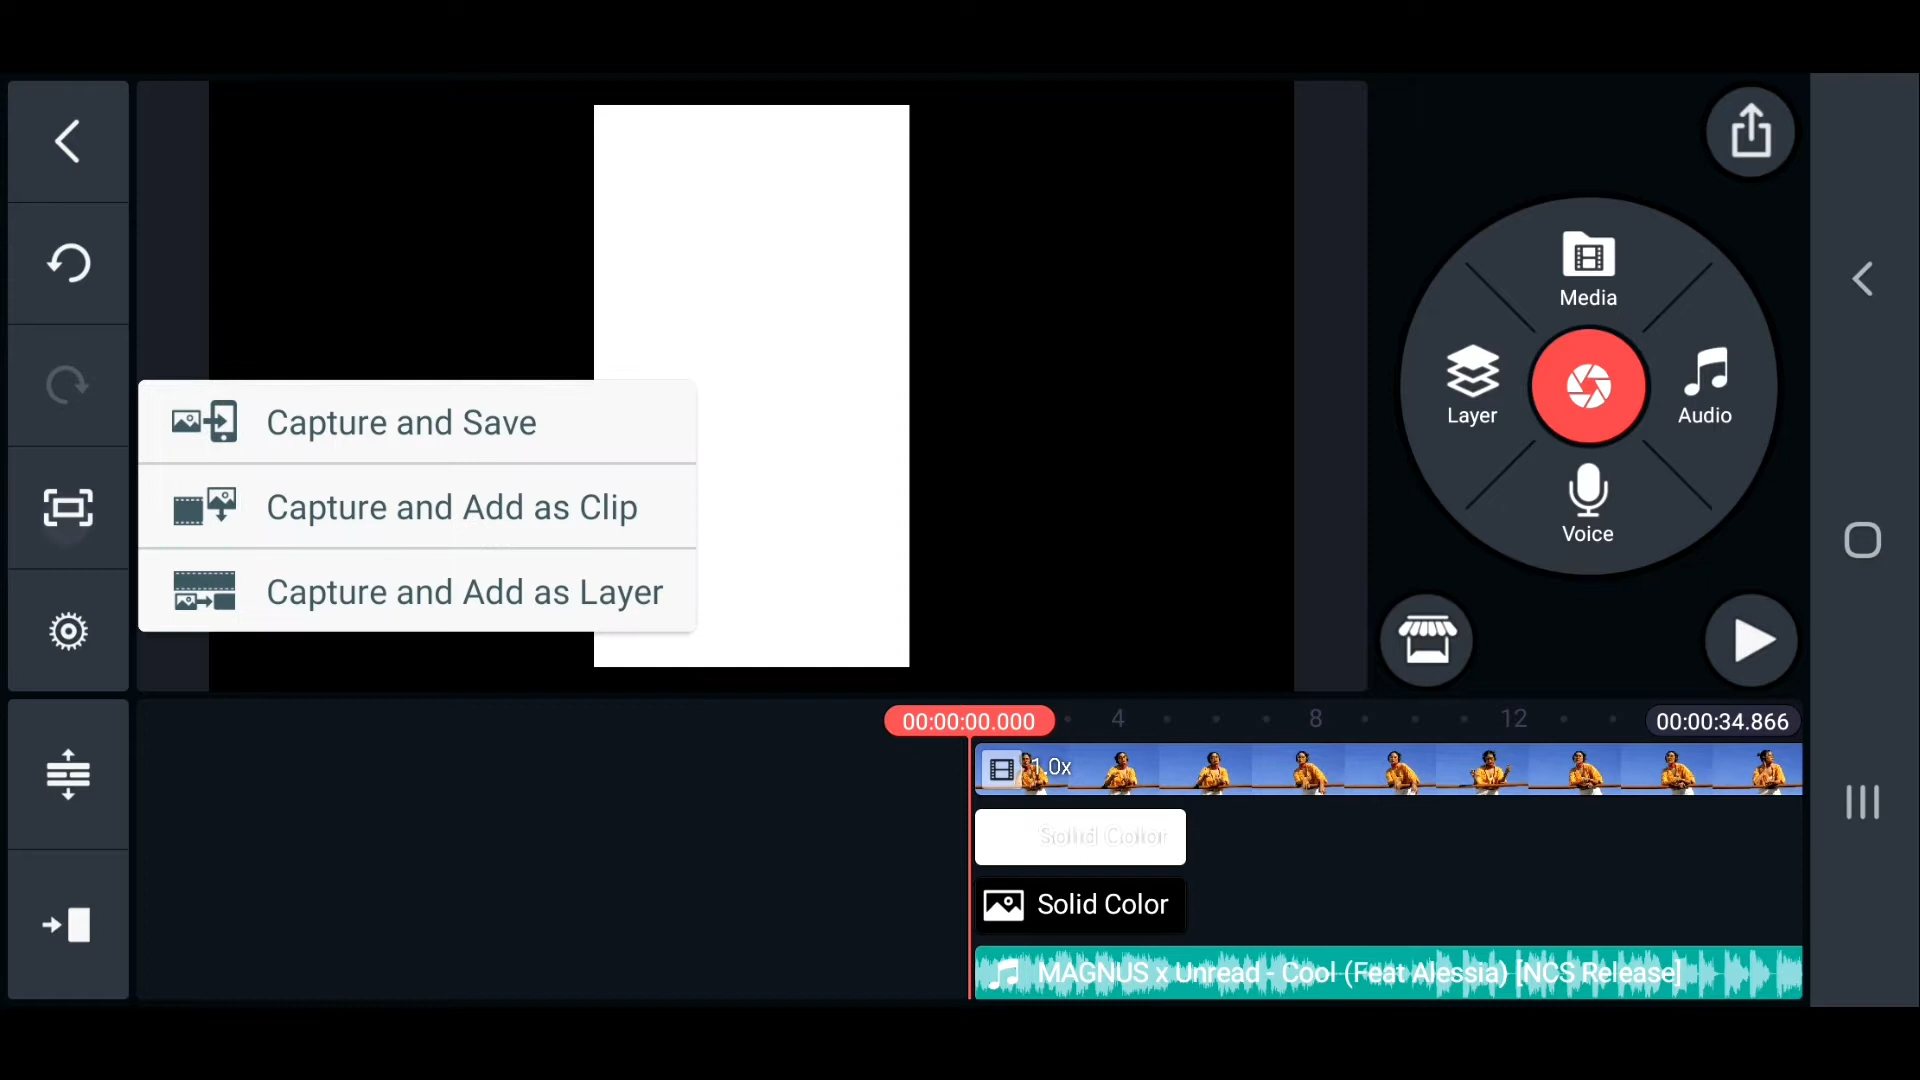 Media
Layer
Audio
Voice
Capture and Save
Capture and Add as Clip
Capture and Add as Layer
00:00:00.000
4
8
12
00:00:34.866
1.0x
Solid Color
Solid Color
MAGNUS x Unread - Cool (Feat Alessia) [NCS Release]